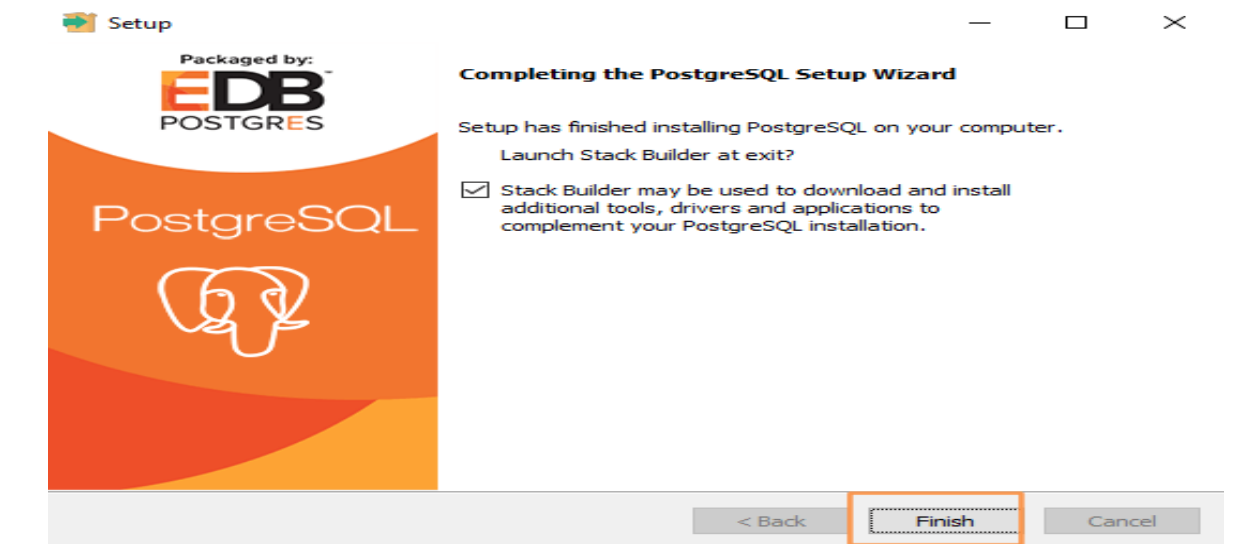 Setup
Packaged by:
EDB™
POSTGRES
PostgreSQL
Completing the PostgreSQL Setup Wizard
Setup has finished installing PostgreSQL on your computer.
Launch Stack Builder at exit?
Stack Builder may be used to download and install
additional tools, drivers and applications to
complement your PostgreSQL installation.
< Back
Finish
Cancel